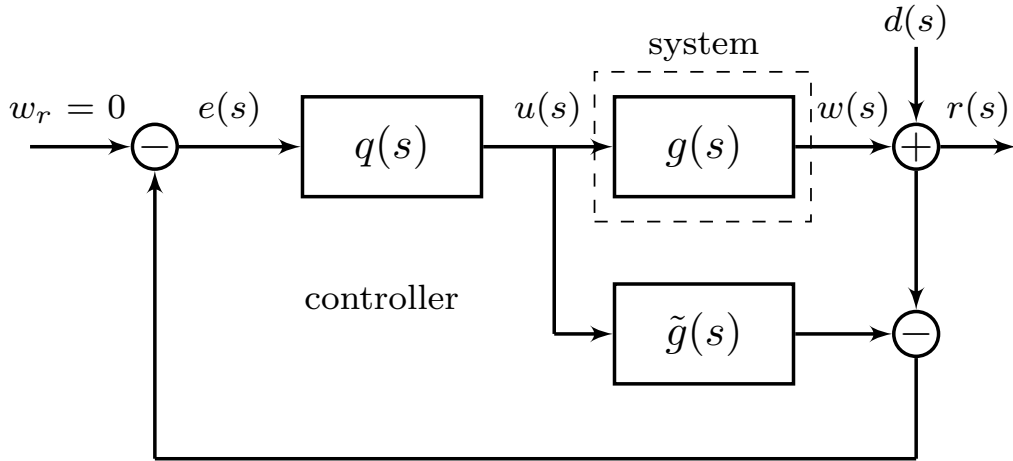 d(s)
system
w_r = 0
e(s)
u(s)
w(s)
r(s)
−
q(s)
g(s)
+
controller
g̃(s)
−